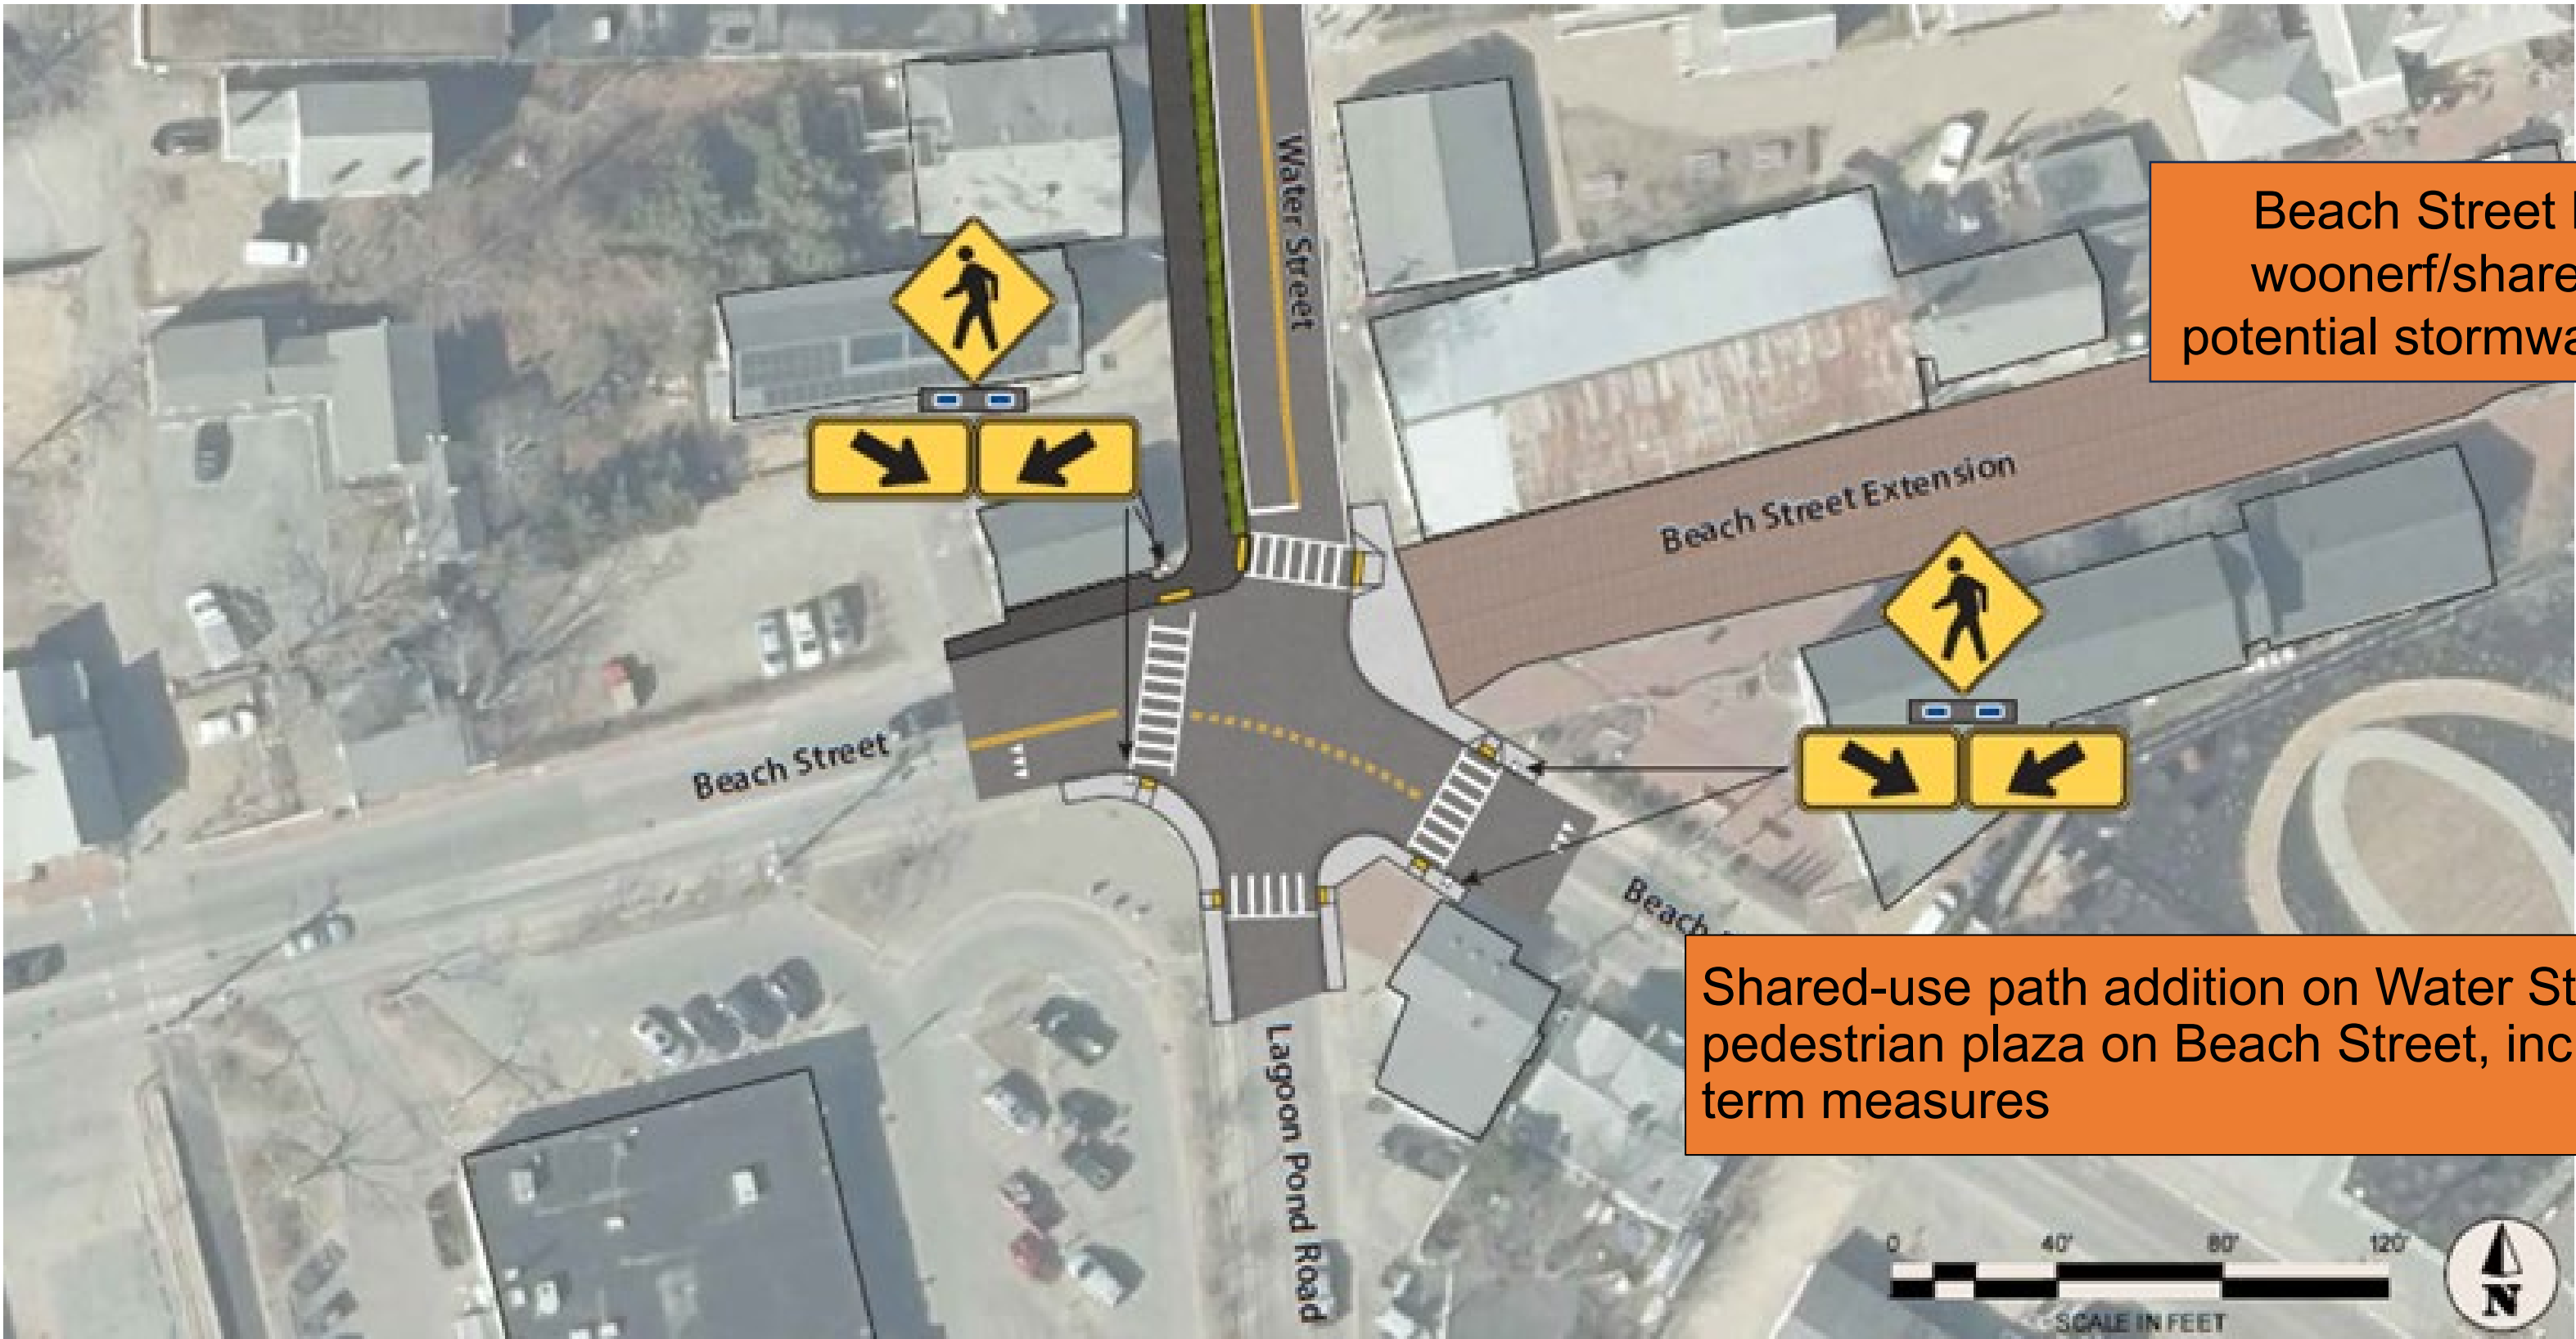 Water Street
Beach Street
woonerf/share
potential stormwa
Beach Street Extension
Beach Street
Beach
Shared-use path addition on Water St
pedestrian plaza on Beach Street, inc
term measures
Lagoon Pond Road
0 40' 80' 120'
SCALE IN FEET
N